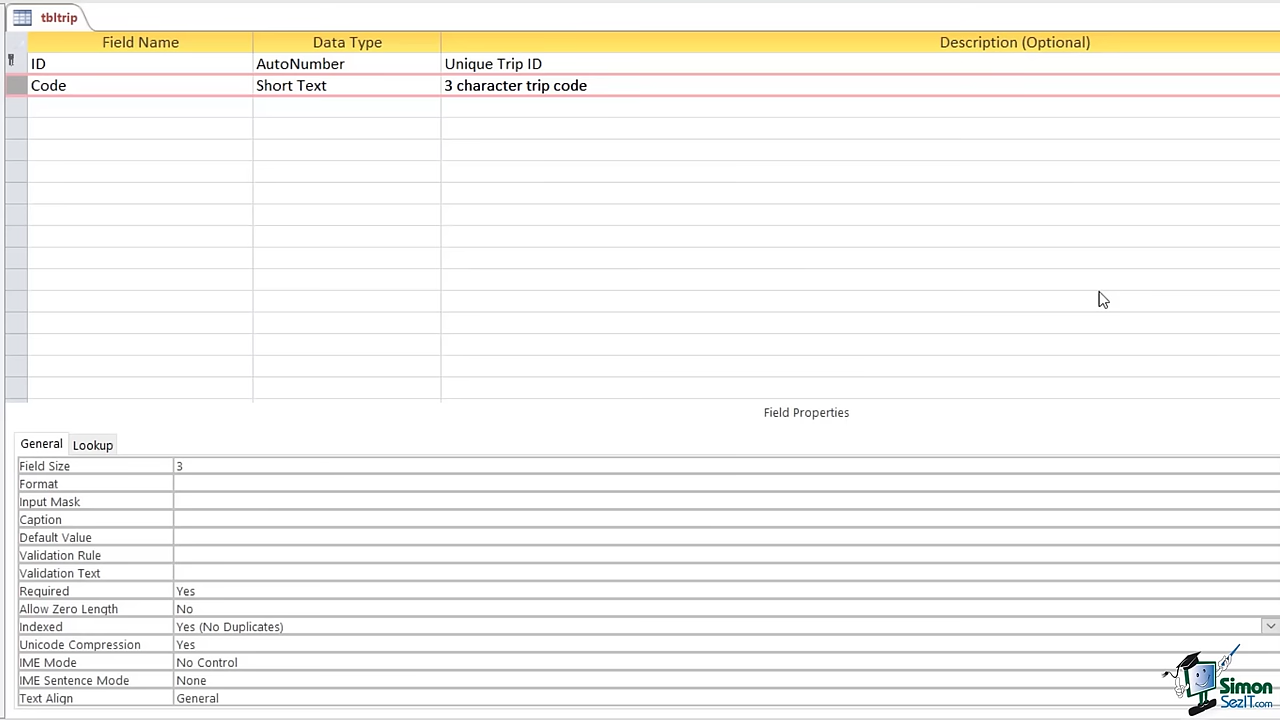 tbltrip
Field Name Data Type Description (Optional)
ID AutoNumber Unique Trip ID
Code Short Text 3 character trip code
Field Properties
General Lookup
Field Size 3
Format
Input Mask
Caption
Default Value
Validation Rule
Validation Text
Required Yes
Allow Zero Length No
Indexed Yes (No Duplicates)
Unicode Compression Yes
IME Mode No Control
IME Sentence Mode None
Text Align General
Simon
SezIT.com